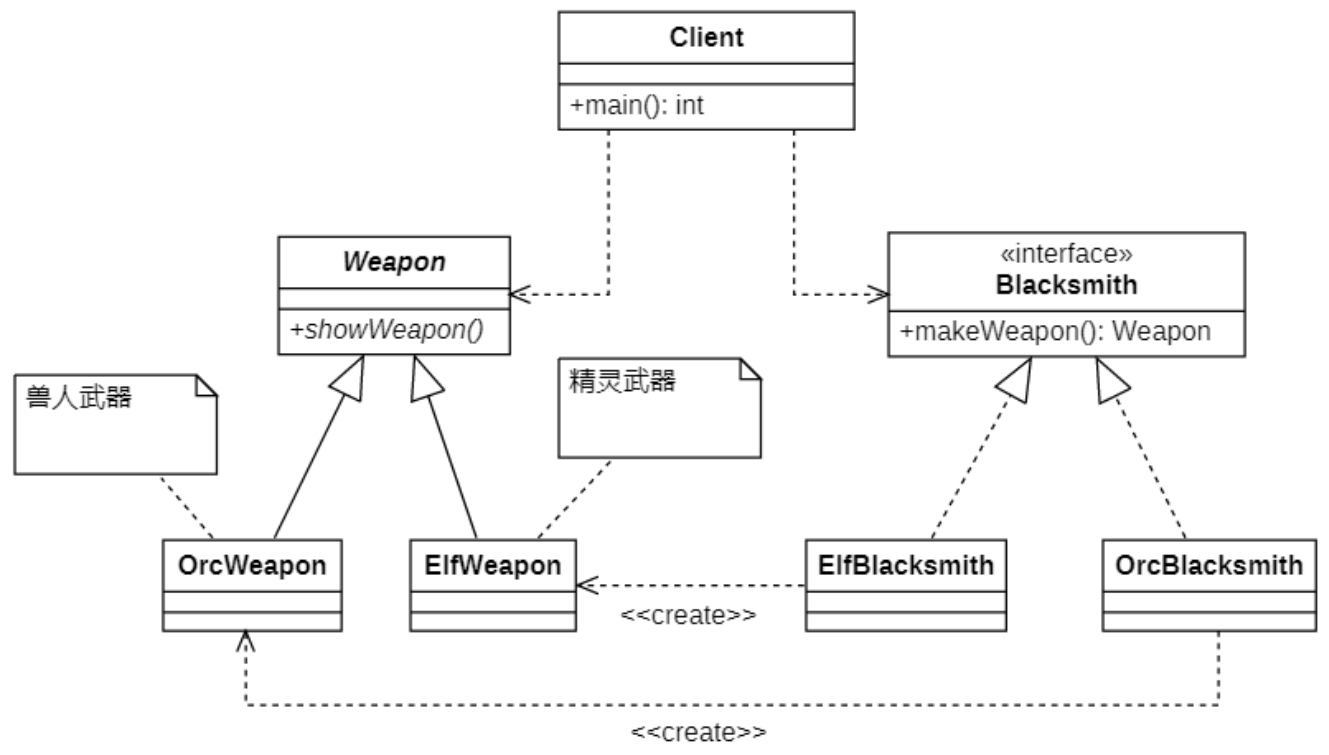 Client
+main(): int
Weapon
+showWeapon()
«interface»
Blacksmith
+makeWeapon(): Weapon
兽人武器
精灵武器
OrcWeapon
ElfWeapon
ElfBlacksmith
OrcBlacksmith
<<create>>
<<create>>